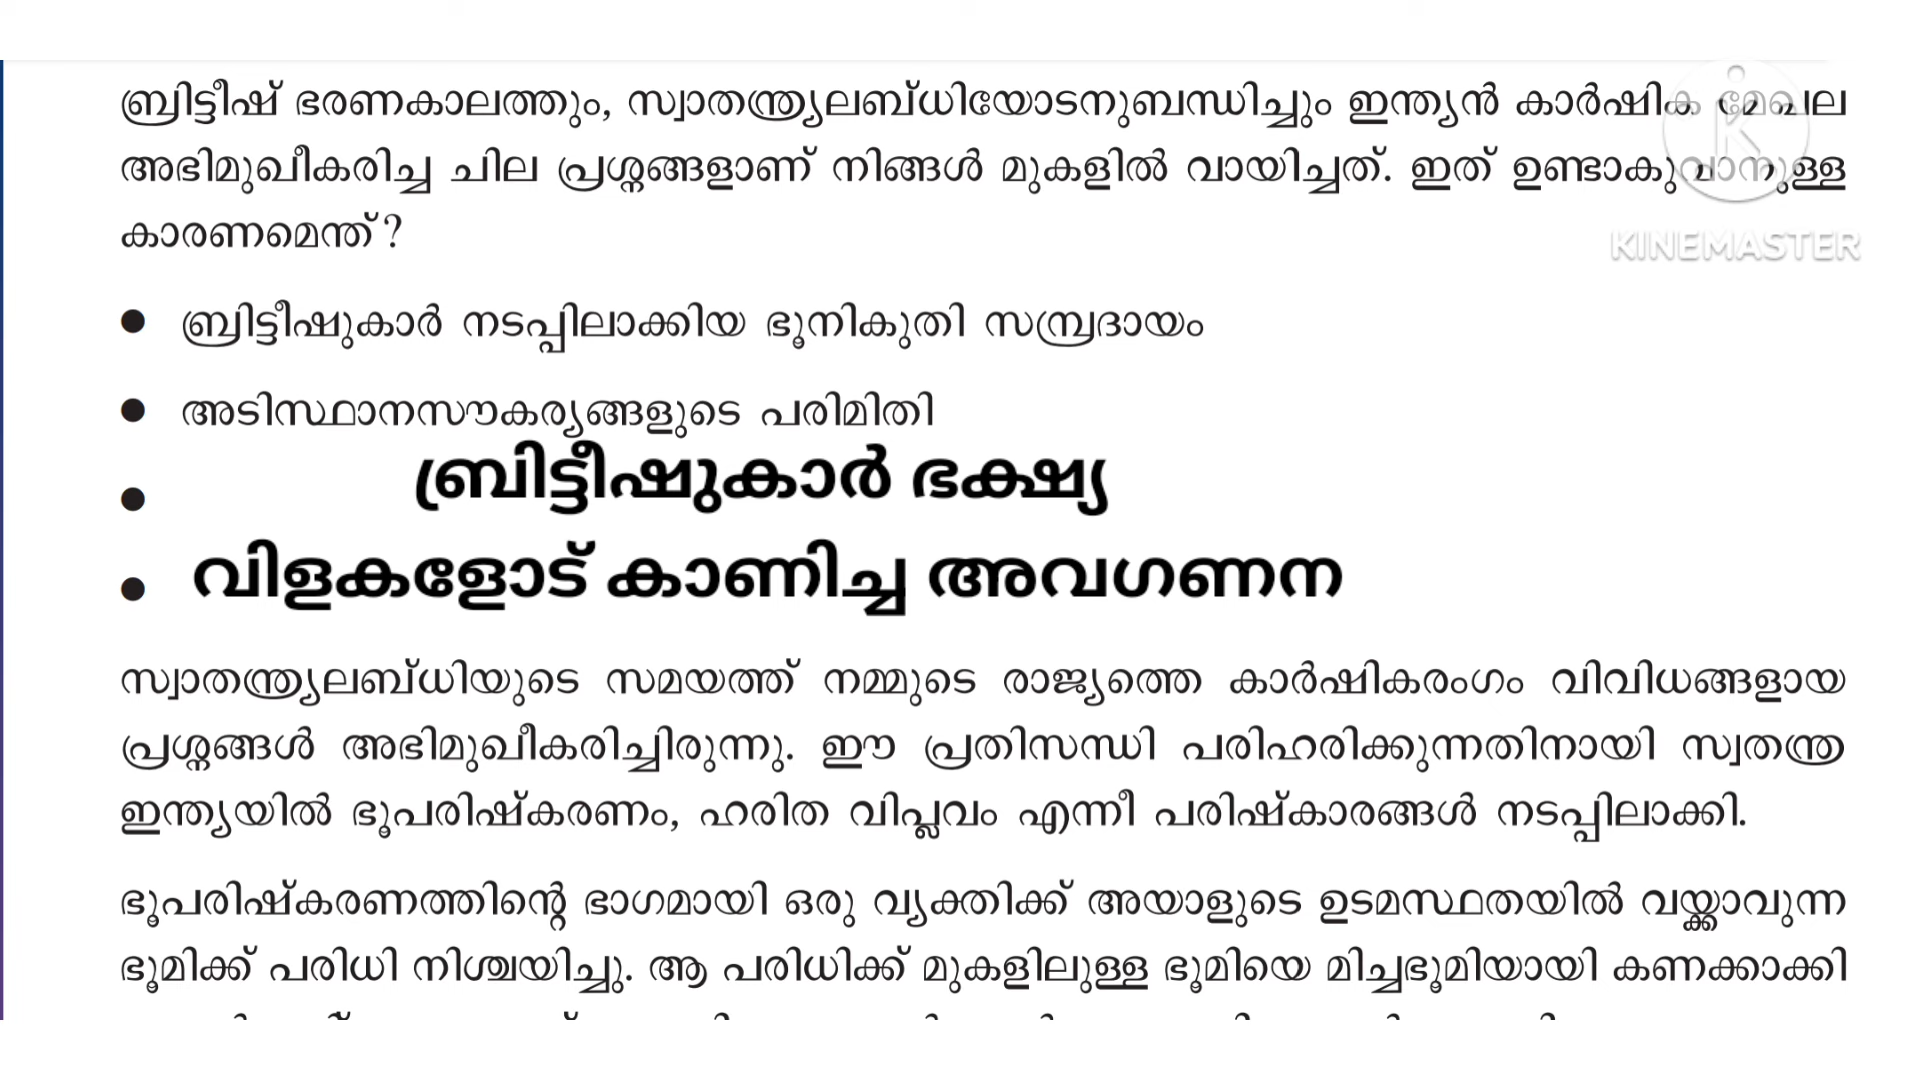 ബ്രിട്ടീഷ് ഭരണകാലത്തും, സ്വാതന്ത്ര്യലബ്ധിയോടനുബന്ധിച്ചും ഇന്ത്യൻ കാർഷിക മേഖല
അഭിമുഖീകരിച്ച ചില പ്രശ്നങ്ങളാണ് നിങ്ങൾ മുകളിൽ വായിച്ചത്. ഇത് ഉണ്ടാകുവാനുള്ള
കാരണമെന്ത്?
KINEMASTER
● ബ്രിട്ടീഷുകാർ നടപ്പിലാക്കിയ ഭൂനികുതി സമ്പ്രദായം
● അടിസ്ഥാനസൗകര്യങ്ങളുടെ പരിമിതി
● ബ്രിട്ടീഷുകാർ ഭക്ഷ്യ
● വിളകളോട് കാണിച്ച അവഗണന
സ്വാതന്ത്ര്യലബ്ധിയുടെ സമയത്ത് നമ്മുടെ രാജ്യത്തെ കാർഷികരംഗം വിവിധങ്ങളായ
പ്രശ്നങ്ങൾ അഭിമുഖീകരിച്ചിരുന്നു. ഈ പ്രതിസന്ധി പരിഹരിക്കുന്നതിനായി സ്വതന്ത്ര
ഇന്ത്യയിൽ ഭൂപരിഷ്കരണം, ഹരിത വിപ്ലവം എന്നീ പരിഷ്കാരങ്ങൾ നടപ്പിലാക്കി.
ഭൂപരിഷ്കരണത്തിന്റെ ഭാഗമായി ഒരു വ്യക്തിക്ക് അയാളുടെ ഉടമസ്ഥതയിൽ വയ്ക്കാവുന്ന
ഭൂമിക്ക് പരിധി നിശ്ചയിച്ചു. ആ പരിധിക്ക് മുകളിലുള്ള ഭൂമിയെ മിച്ചഭൂമിയായി കണക്കാക്കി